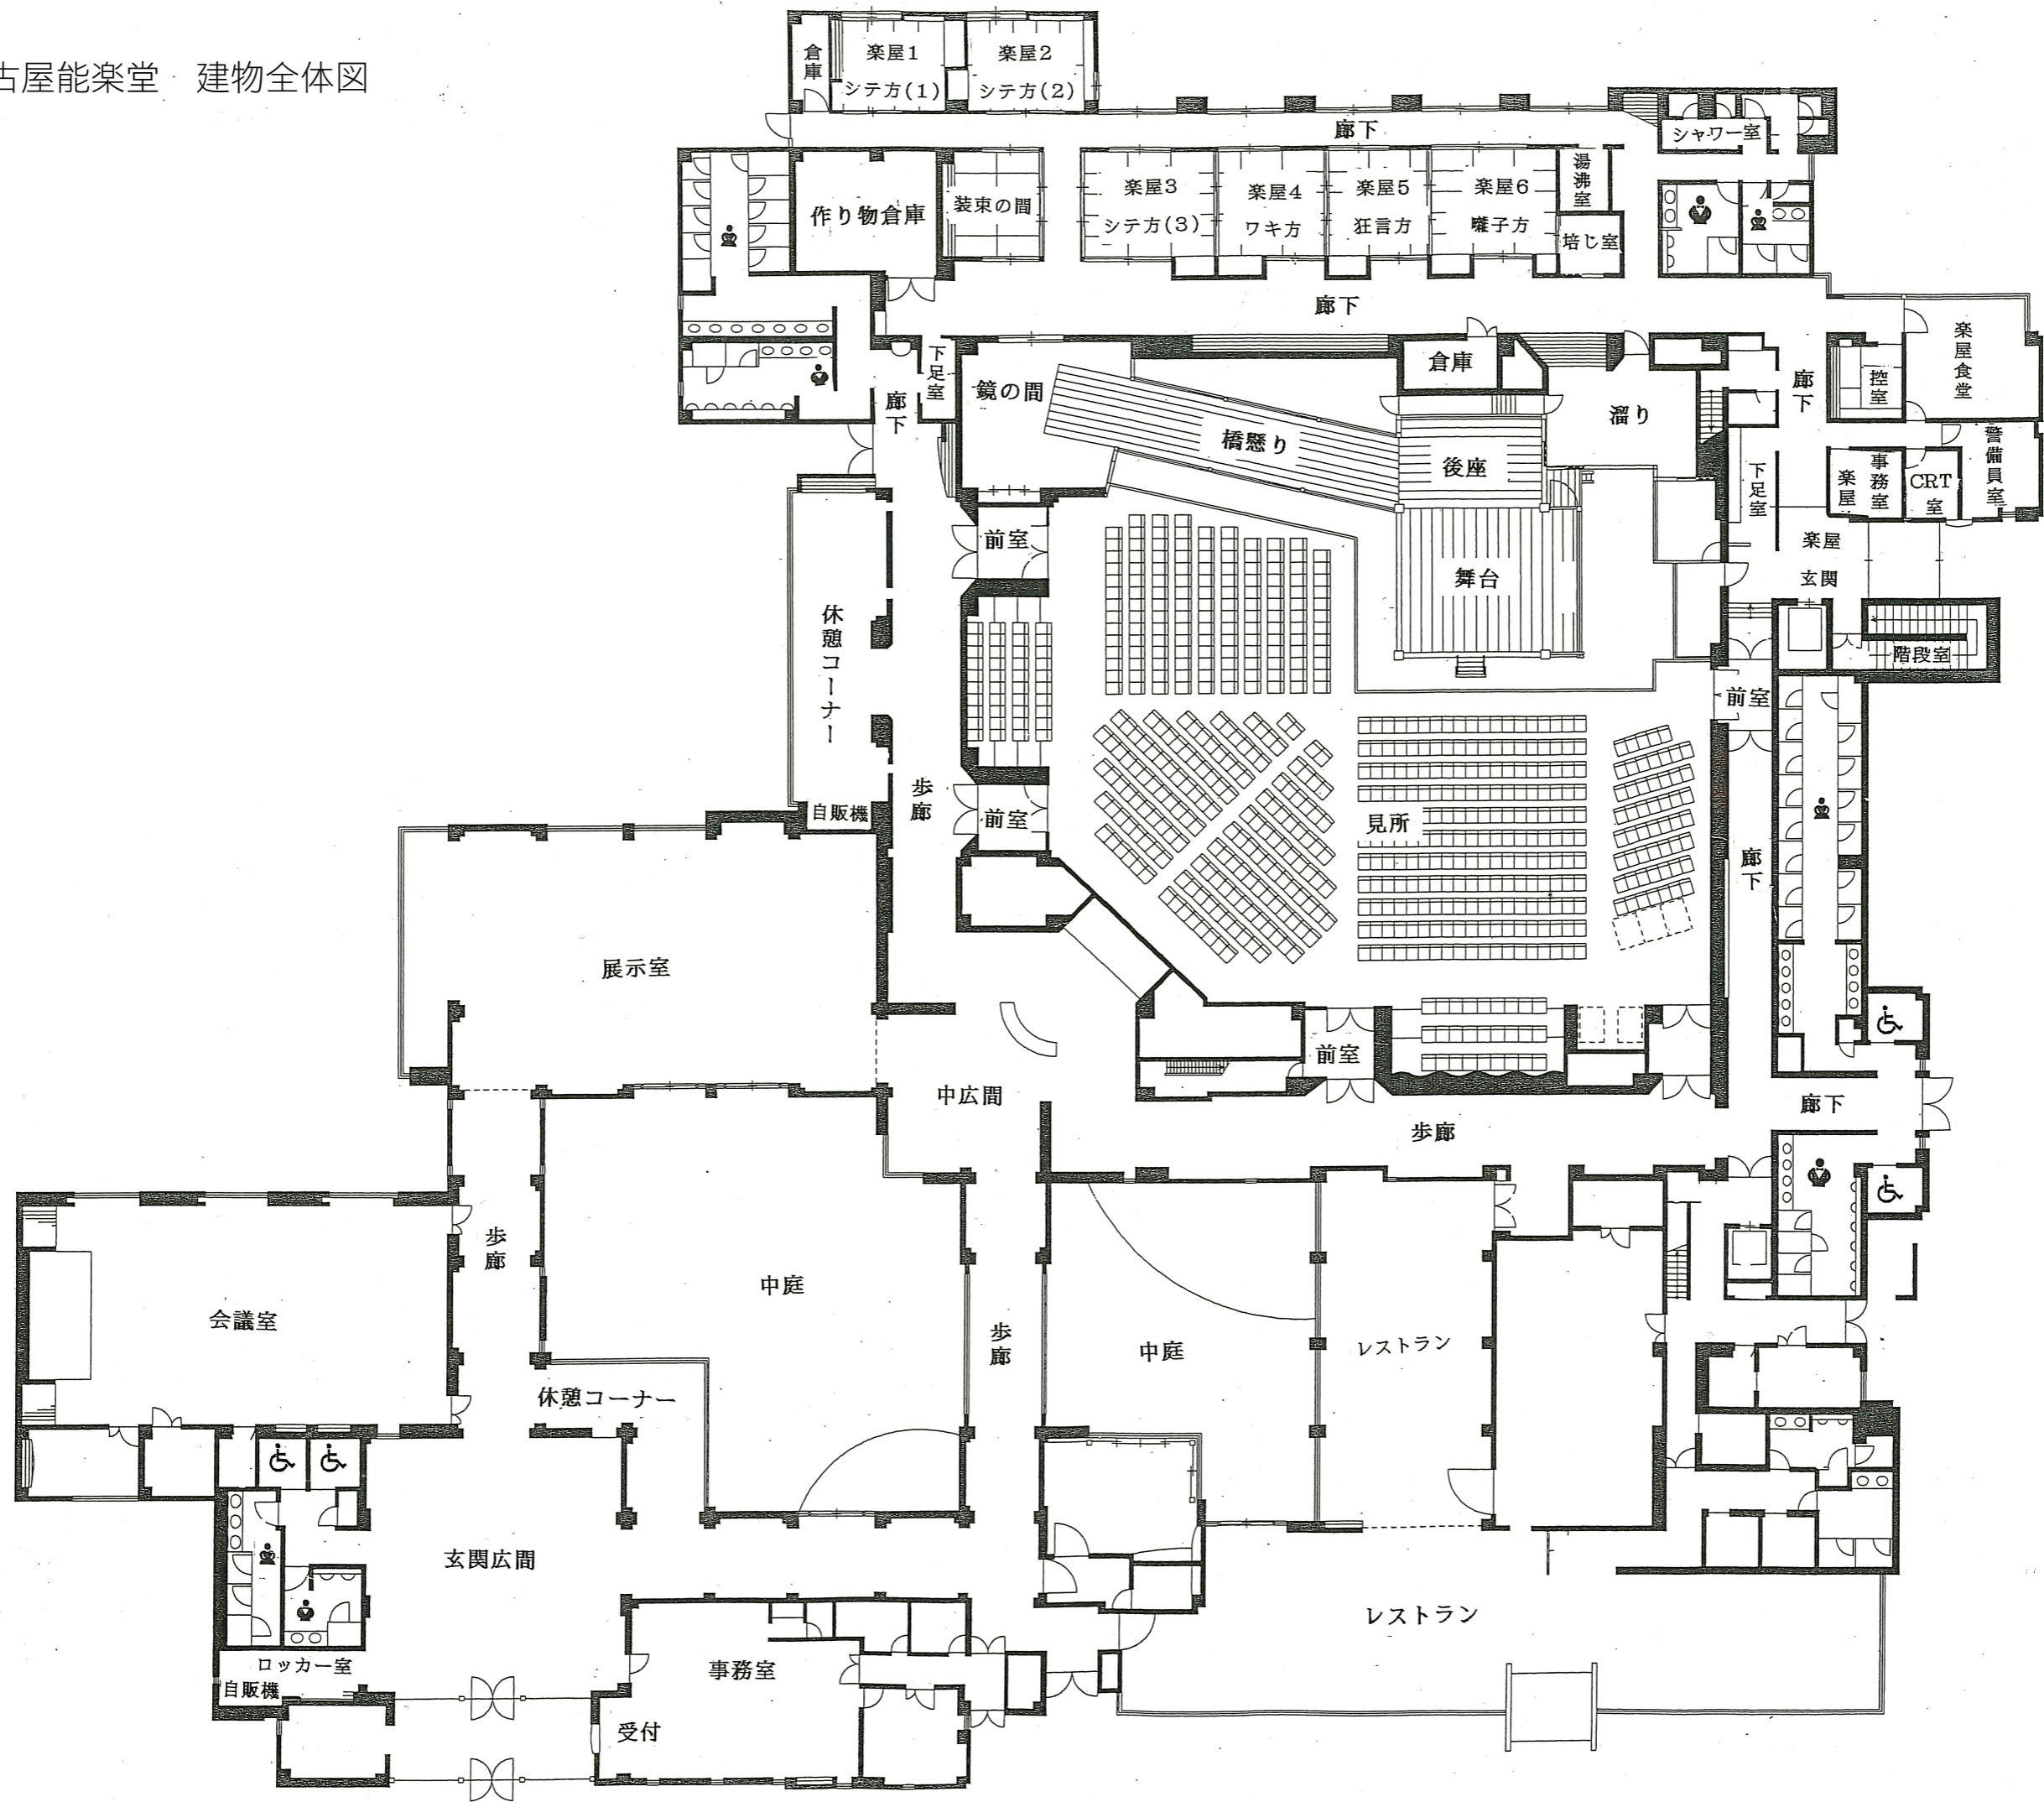 古屋能楽堂 建物全体図
倉庫
楽屋1
シテ方(1)
楽屋2
シテ方(2)
廊下
シャワー室
作り物倉庫
装束の間
楽屋3
シテ方(3)
楽屋4
ワキ方
楽屋5
狂言方
楽屋6
囃子方
湯沸室
培じ室
廊下
下足室
廊下
鏡の間
橋懸り
倉庫
後座
溜り
廊下
控室
楽屋食堂
下足室
楽屋
事務室
CRT
室
警備員室
前室
舞台
楽屋
玄関
休憩コーナー
階段室
前室
自販機
歩廊
前室
見所
廊下
展示室
中広間
前室
歩廊
廊下
会議室
歩廊
中庭
歩廊
中庭
レストラン
休憩コーナー
玄関広間
レストラン
ロッカー室
自販機
事務室
受付